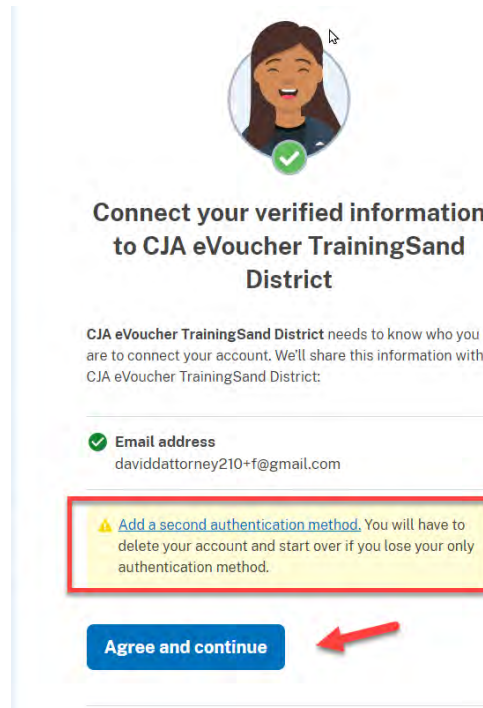 Connect your verified information
to CJA eVoucher TrainingSand
District
CJA eVoucher TrainingSand District needs to know who you
are to connect your account. We'll share this information with
CJA eVoucher TrainingSand District:
Email address
daviddattorney210+f@gmail.com
Add a second authentication method. You will have to
delete your account and start over if you lose your only
authentication method.
Agree and continue